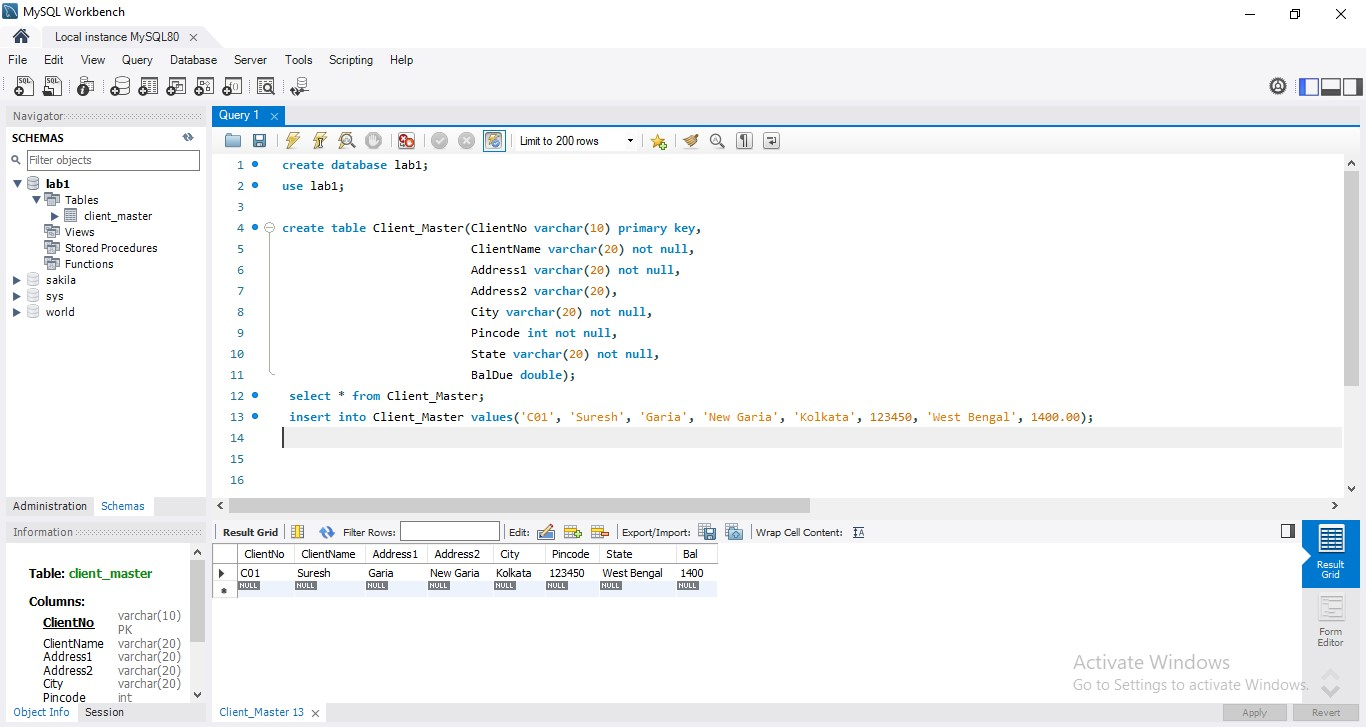 MySQL Workbench
Local instance MySQL80
File Edit View Query Database Server Tools Scripting Help
Navigator
SCHEMAS
Filter objects
lab1
Tables
client_master
Views
Stored Procedures
Functions
sakila
sys
world
Administration Schemas
Information
Table: client_master
Columns:
ClientNo varchar(10)
PK
ClientName varchar(20)
Address1 varchar(20)
Address2 varchar(20)
City varchar(20)
Pincode int
Object Info Session
Query 1
Limit to 200 rows
1 create database lab1;
2 use lab1;
3
4 create table Client_Master(ClientNo varchar(10) primary key,
5 ClientName varchar(20) not null,
6 Address1 varchar(20) not null,
7 Address2 varchar(20),
8 City varchar(20) not null,
9 Pincode int not null,
10 State varchar(20) not null,
11 BalDue double);
12 select * from Client_Master;
13 insert into Client_Master values('C01', 'Suresh', 'Garia', 'New Garia', 'Kolkata', 123450, 'West Bengal', 1400.00);
14
15
16
Result Grid Filter Rows: Edit: Export/Import: Wrap Cell Content:
ClientNo ClientName Address1 Address2 City Pincode State Bal
C01 Suresh Garia New Garia Kolkata 123450 West Bengal 1400
NULL NULL NULL NULL NULL NULL NULL NULL
Result
Grid
Form
Editor
Activate Windows
Go to Settings to activate Windows.
Client_Master 13
Apply Revert